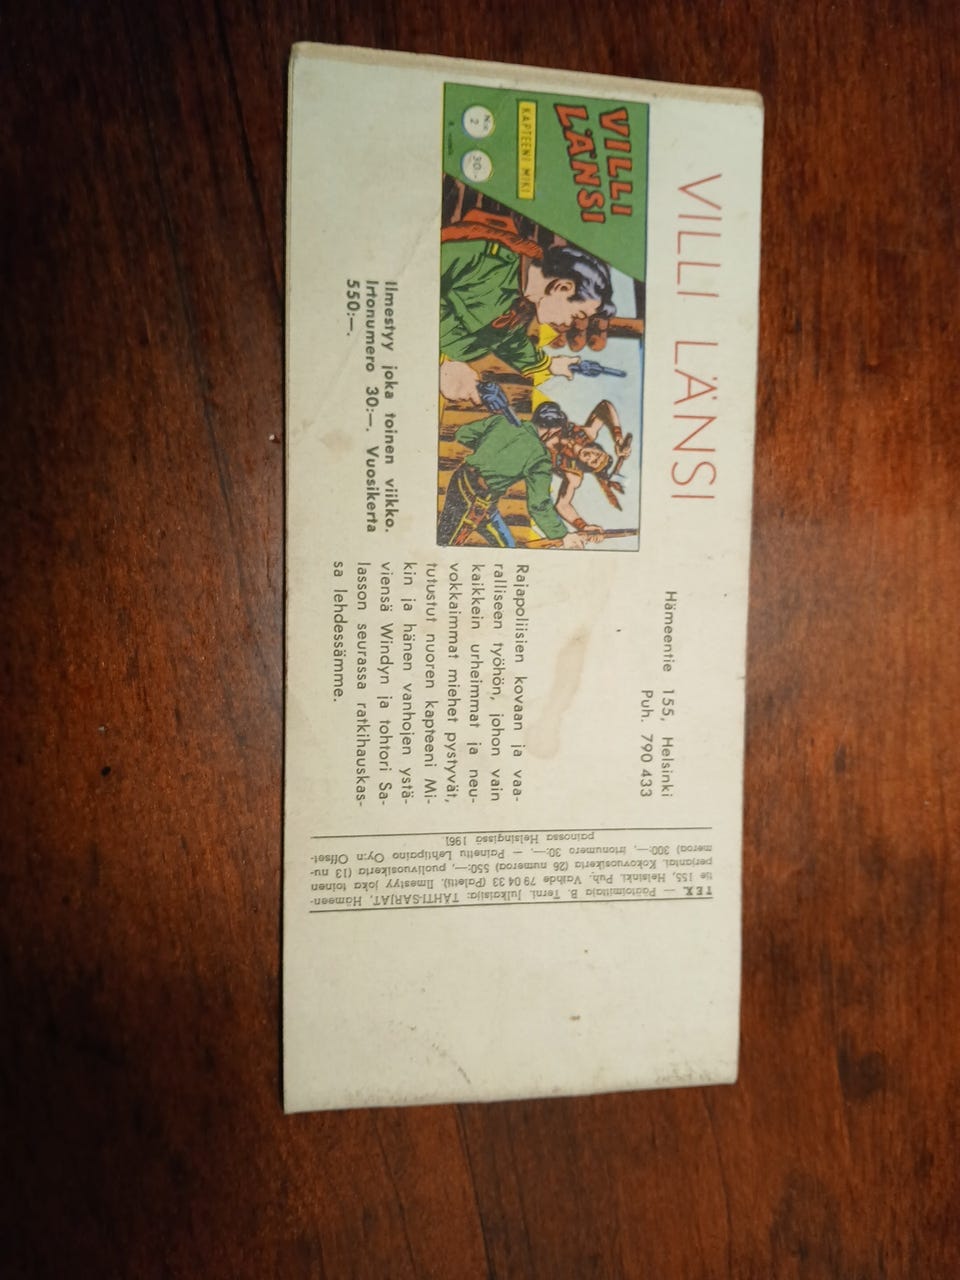 VILLI LÄNSI
Hämeentie 155, Helsinki
Puh. 790 433
VILLI
LÄNSI
KAPTEENI MIKI
N:o
2
30:-
Ilmestyy joka toinen viikko.
Irtonumero 30:—. Vuosikerta
550:—.
Rajapoliisien kovaan ja vaa-
ralliseen työhön, johon vain
kaikkein urheimmat ja neu-
vokkaimmat miehet pystyvät,
tutustut nuoren kapteeni Mi-
kin ja hänen vanhojen ystä-
viensä Windyn ja tohtori Sa-
lasson seurassa ratkihauskas-
sa lehdessämme.
TEX — Päätoimittaja B. Terni. Julkaisija: TÄHTI-SARJAT, Hämeen-
tie 155, Helsinki. Puh. Vaihde 79 04 33 (Paletti). Ilmestyy joka toinen
perjantai. Kokovuosikerta (26 numeroa) 550:—, puolivuosikerta (13 nu-
meroa) 300:—, irtonumero 30:—. — Painettu Lehtipaino Oy:n Offset-
painossa Helsingissä 1961.